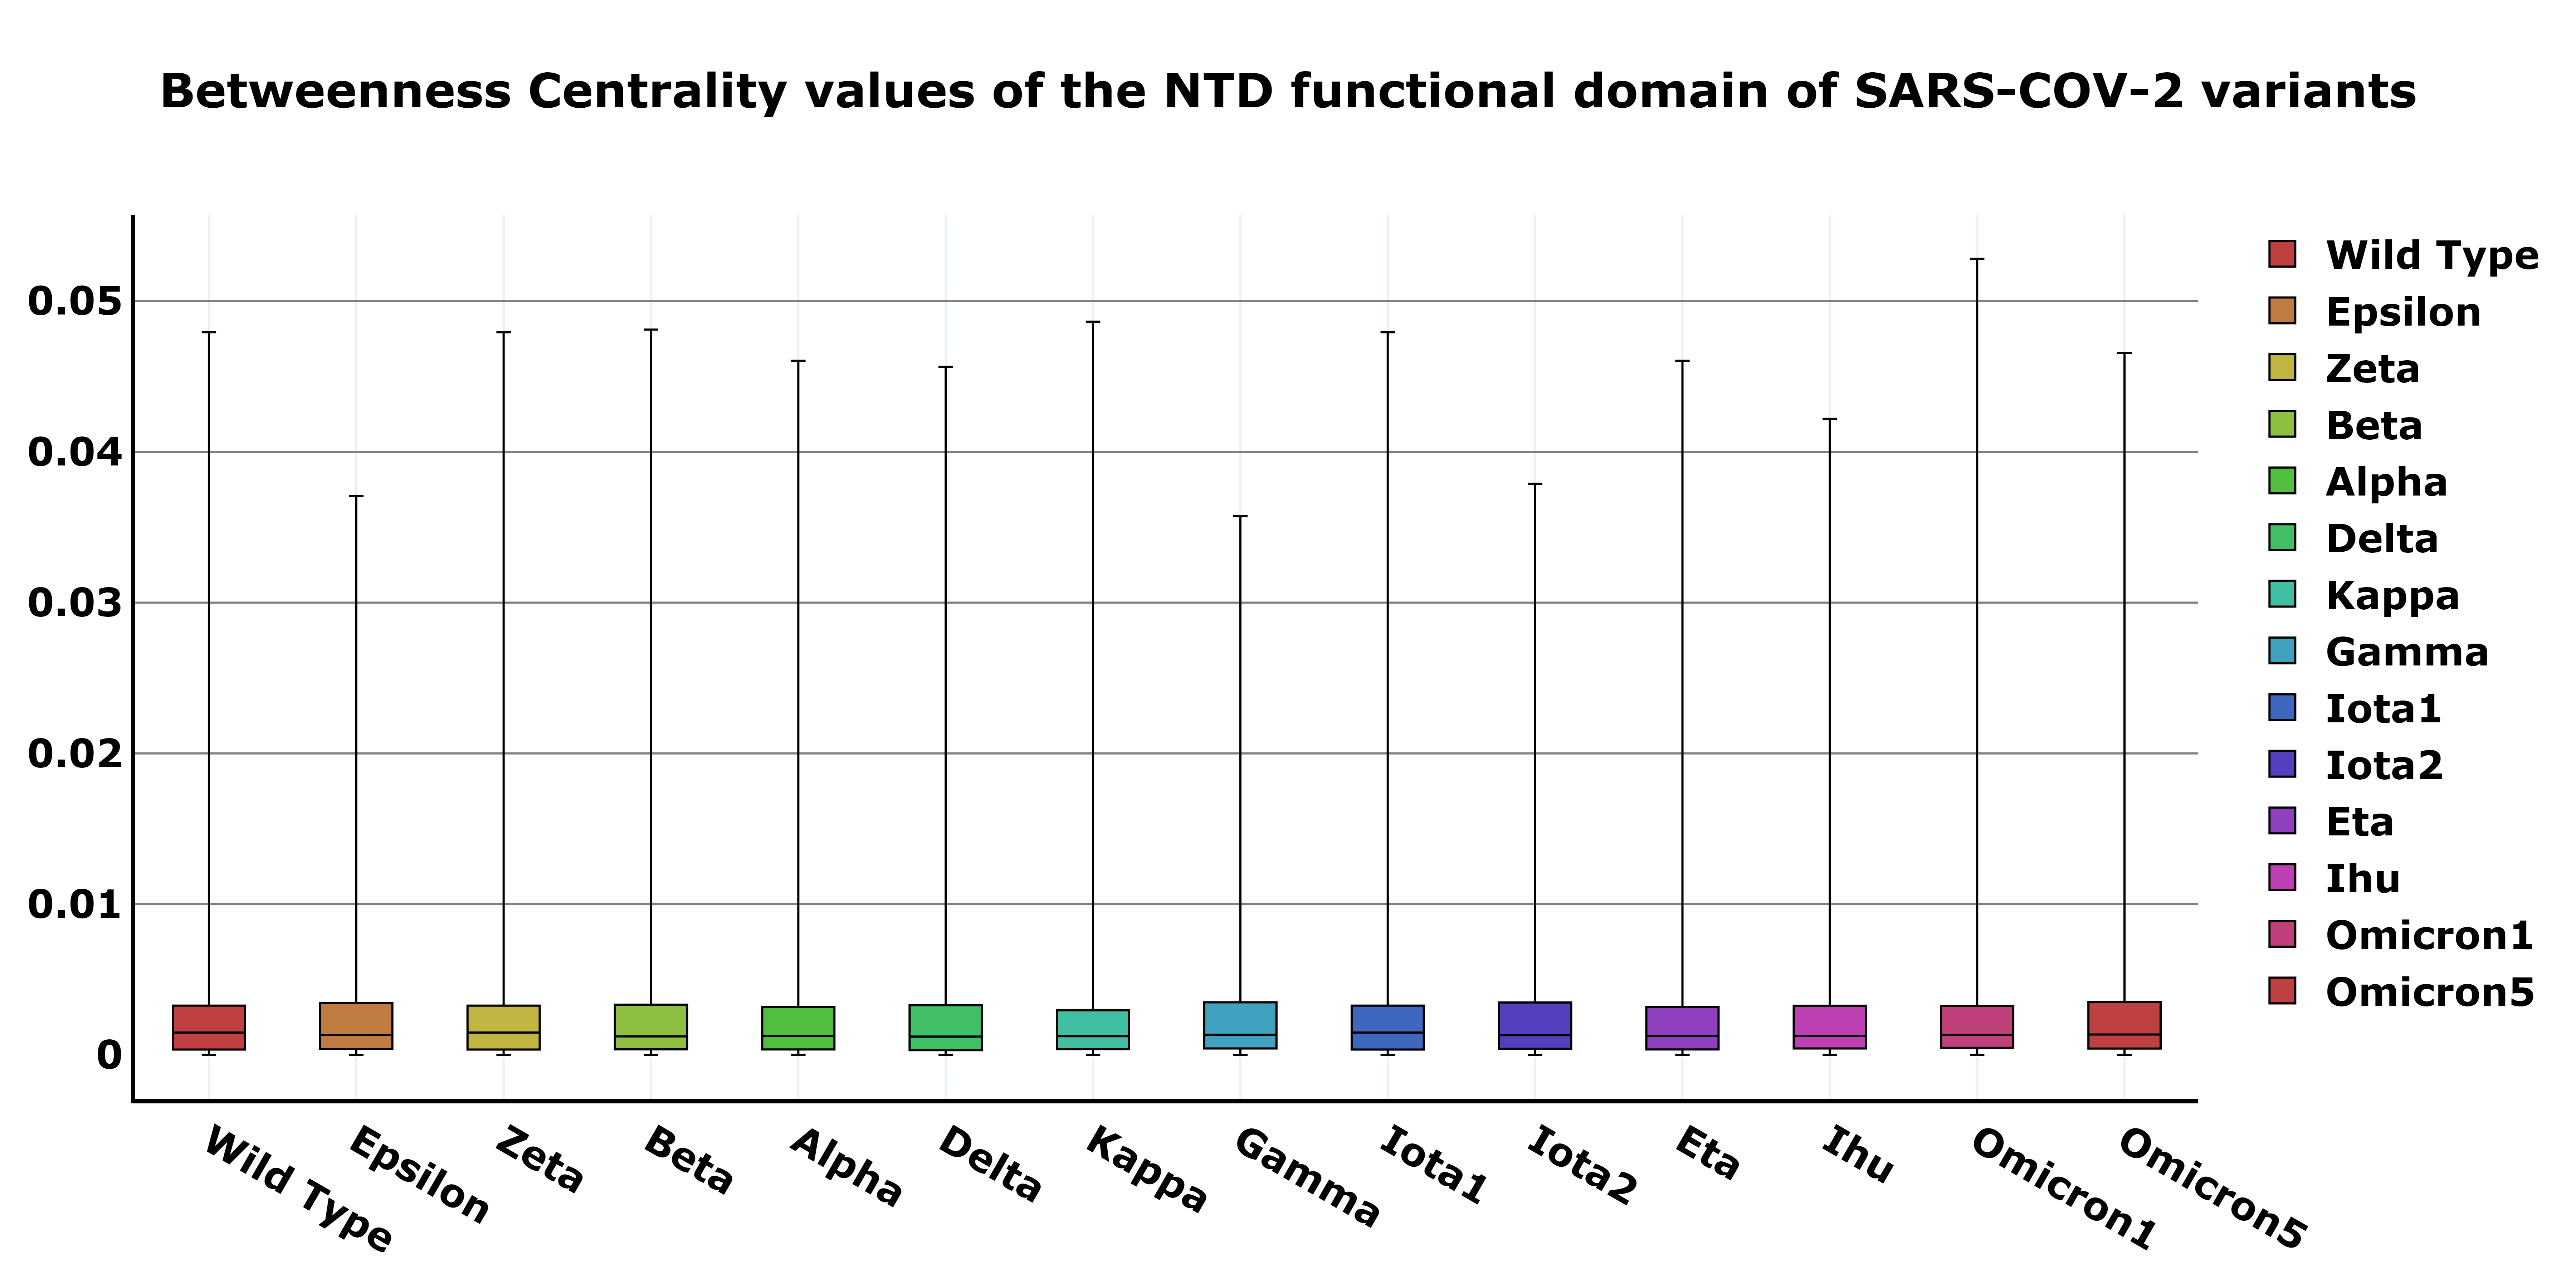 Betweenness Centrality values of the NTD functional domain of SARS-COV-2 variants
0.05
0.04
0.03
0.02
0.01
0
Wild Type
Epsilon
Zeta
Beta
Alpha
Delta
Kappa
Gamma
Iota1
Iota2
Eta
Ihu
Omicron1
Omicron5
Wild Type
Epsilon
Zeta
Beta
Alpha
Delta
Kappa
Gamma
Iota1
Iota2
Eta
Ihu
Omicron1
Omicron5